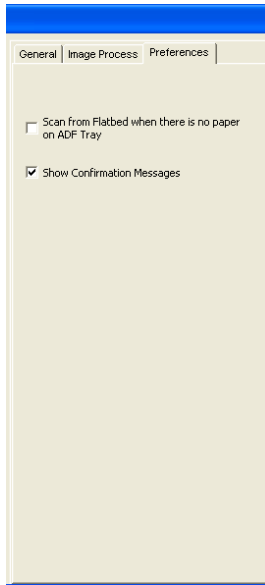 General Image Process Preferences
Scan from Flatbed when there is no paper
on ADF Tray
Show Confirmation Messages